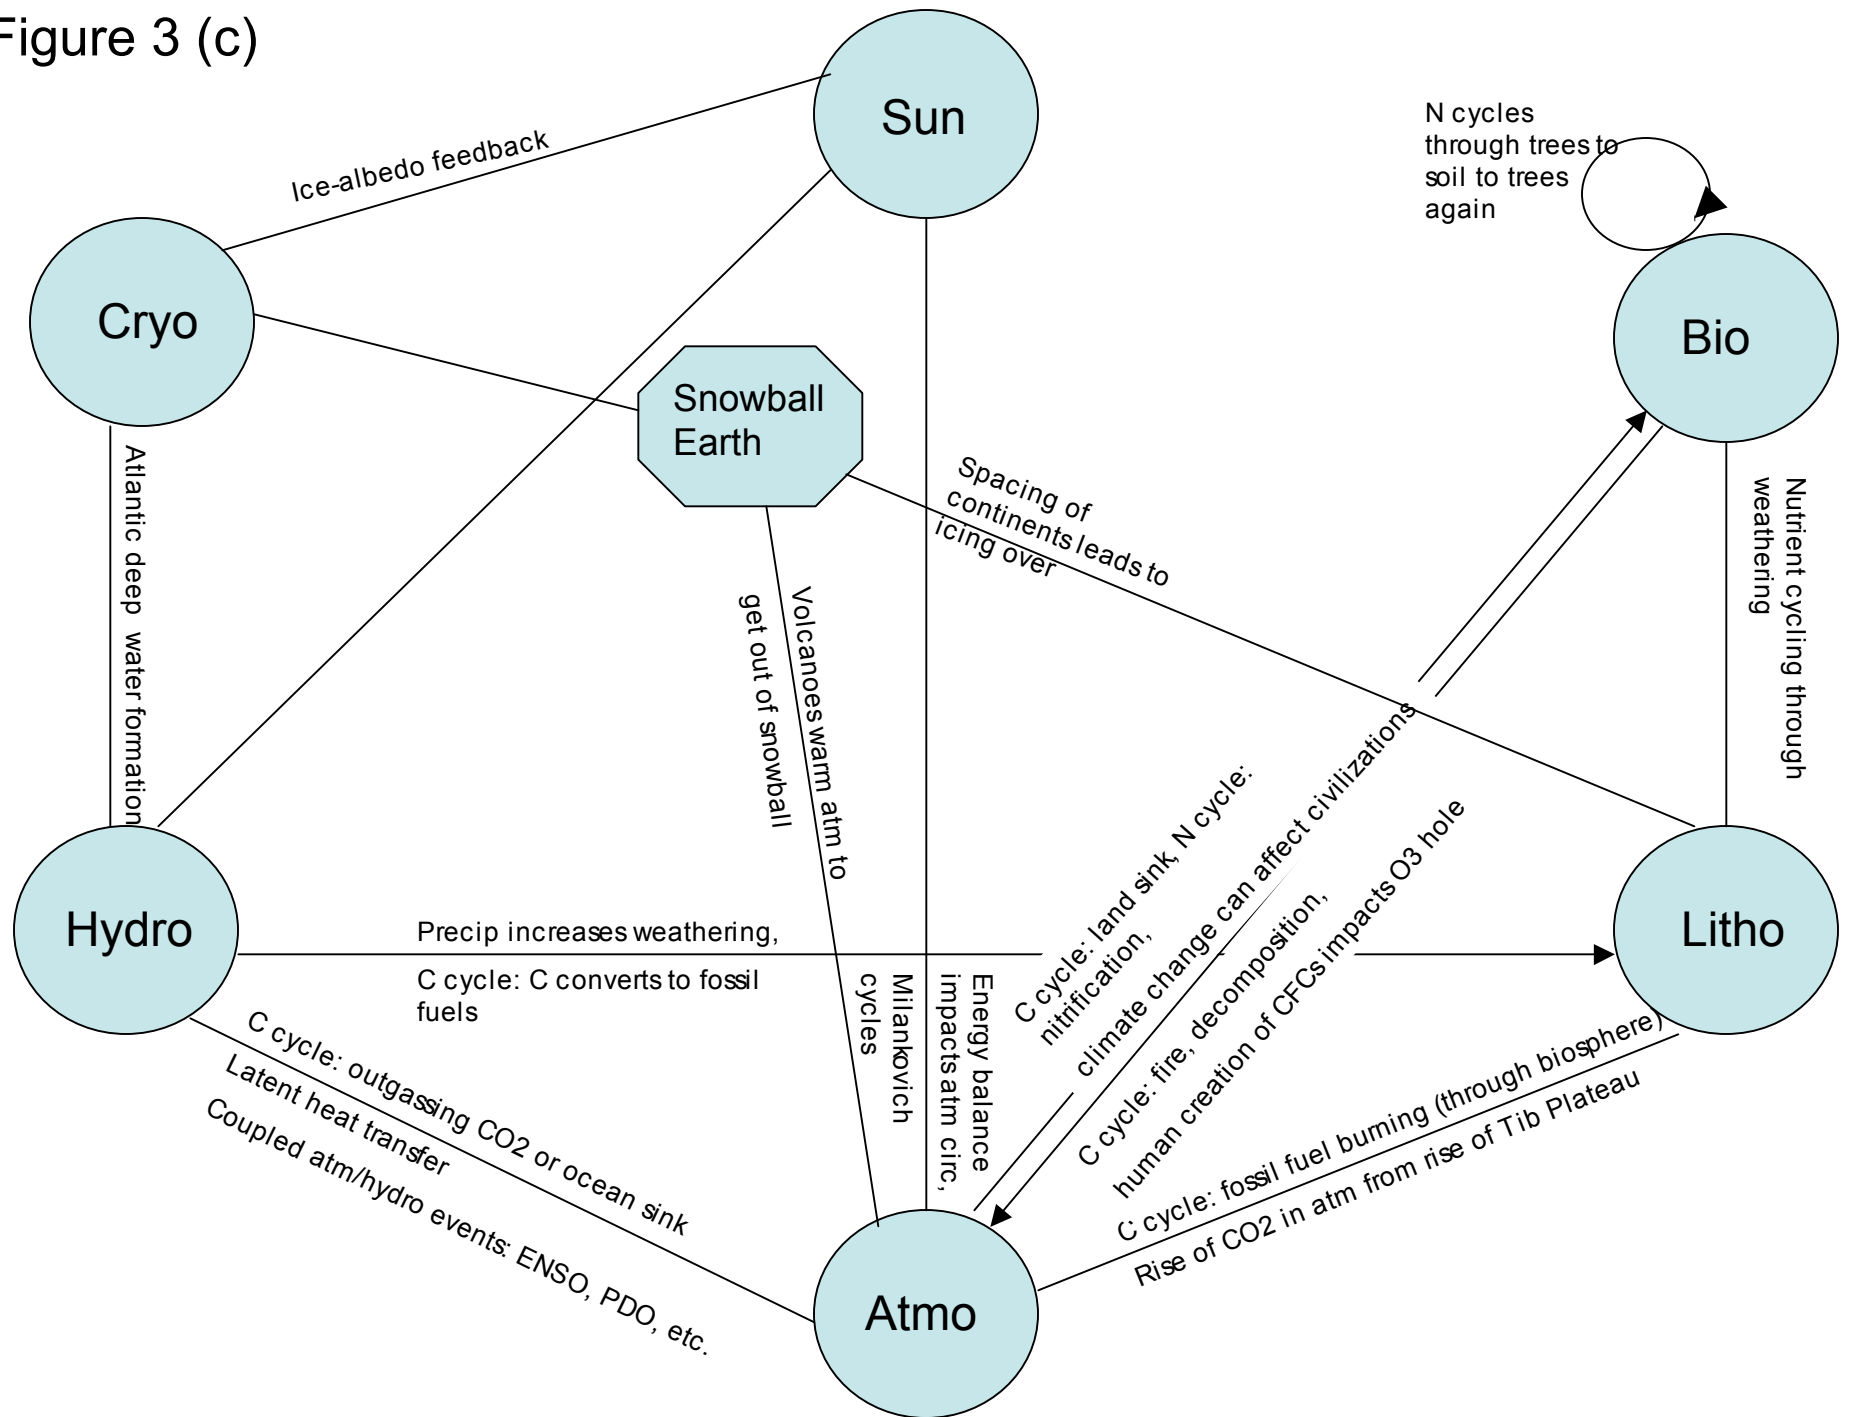 Figure 3 (c)
Sun
N cycles
through trees to
soil to trees
again
Ice-albedo feedback
Cryo
Bio
Snowball
Earth
Spacing of
continents leads to
icing over
Atlantic deep water formation
Nutrient cycling through
weathering
Volcanoes warm atm to
get out of snowball
C cycle: land sink, N cycle:
nitrification,
climate change can affect civilizations
C cycle: fire, decomposition,
human creation of CFCs impacts O3 hole
Hydro
Litho
Precip increases weathering,
C cycle: C converts to fossil
fuels
Milankovich
cycles
Energy balance
impacts atm circ,
C cycle: outgassing CO2 or ocean sink
Latent heat transfer
Coupled atm/hydro events: ENSO, PDO, etc.
C cycle: fossil fuel burning (through biosphere)
Rise of CO2 in atm from rise of Tib Plateau
Atmo